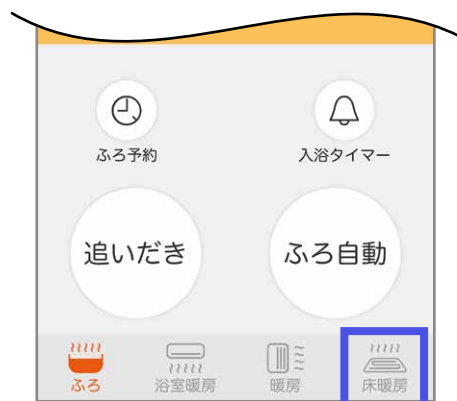 ふろ予約
入浴タイマー
追いだき
ふろ自動
ふろ
浴室暖房
暖房
床暖房